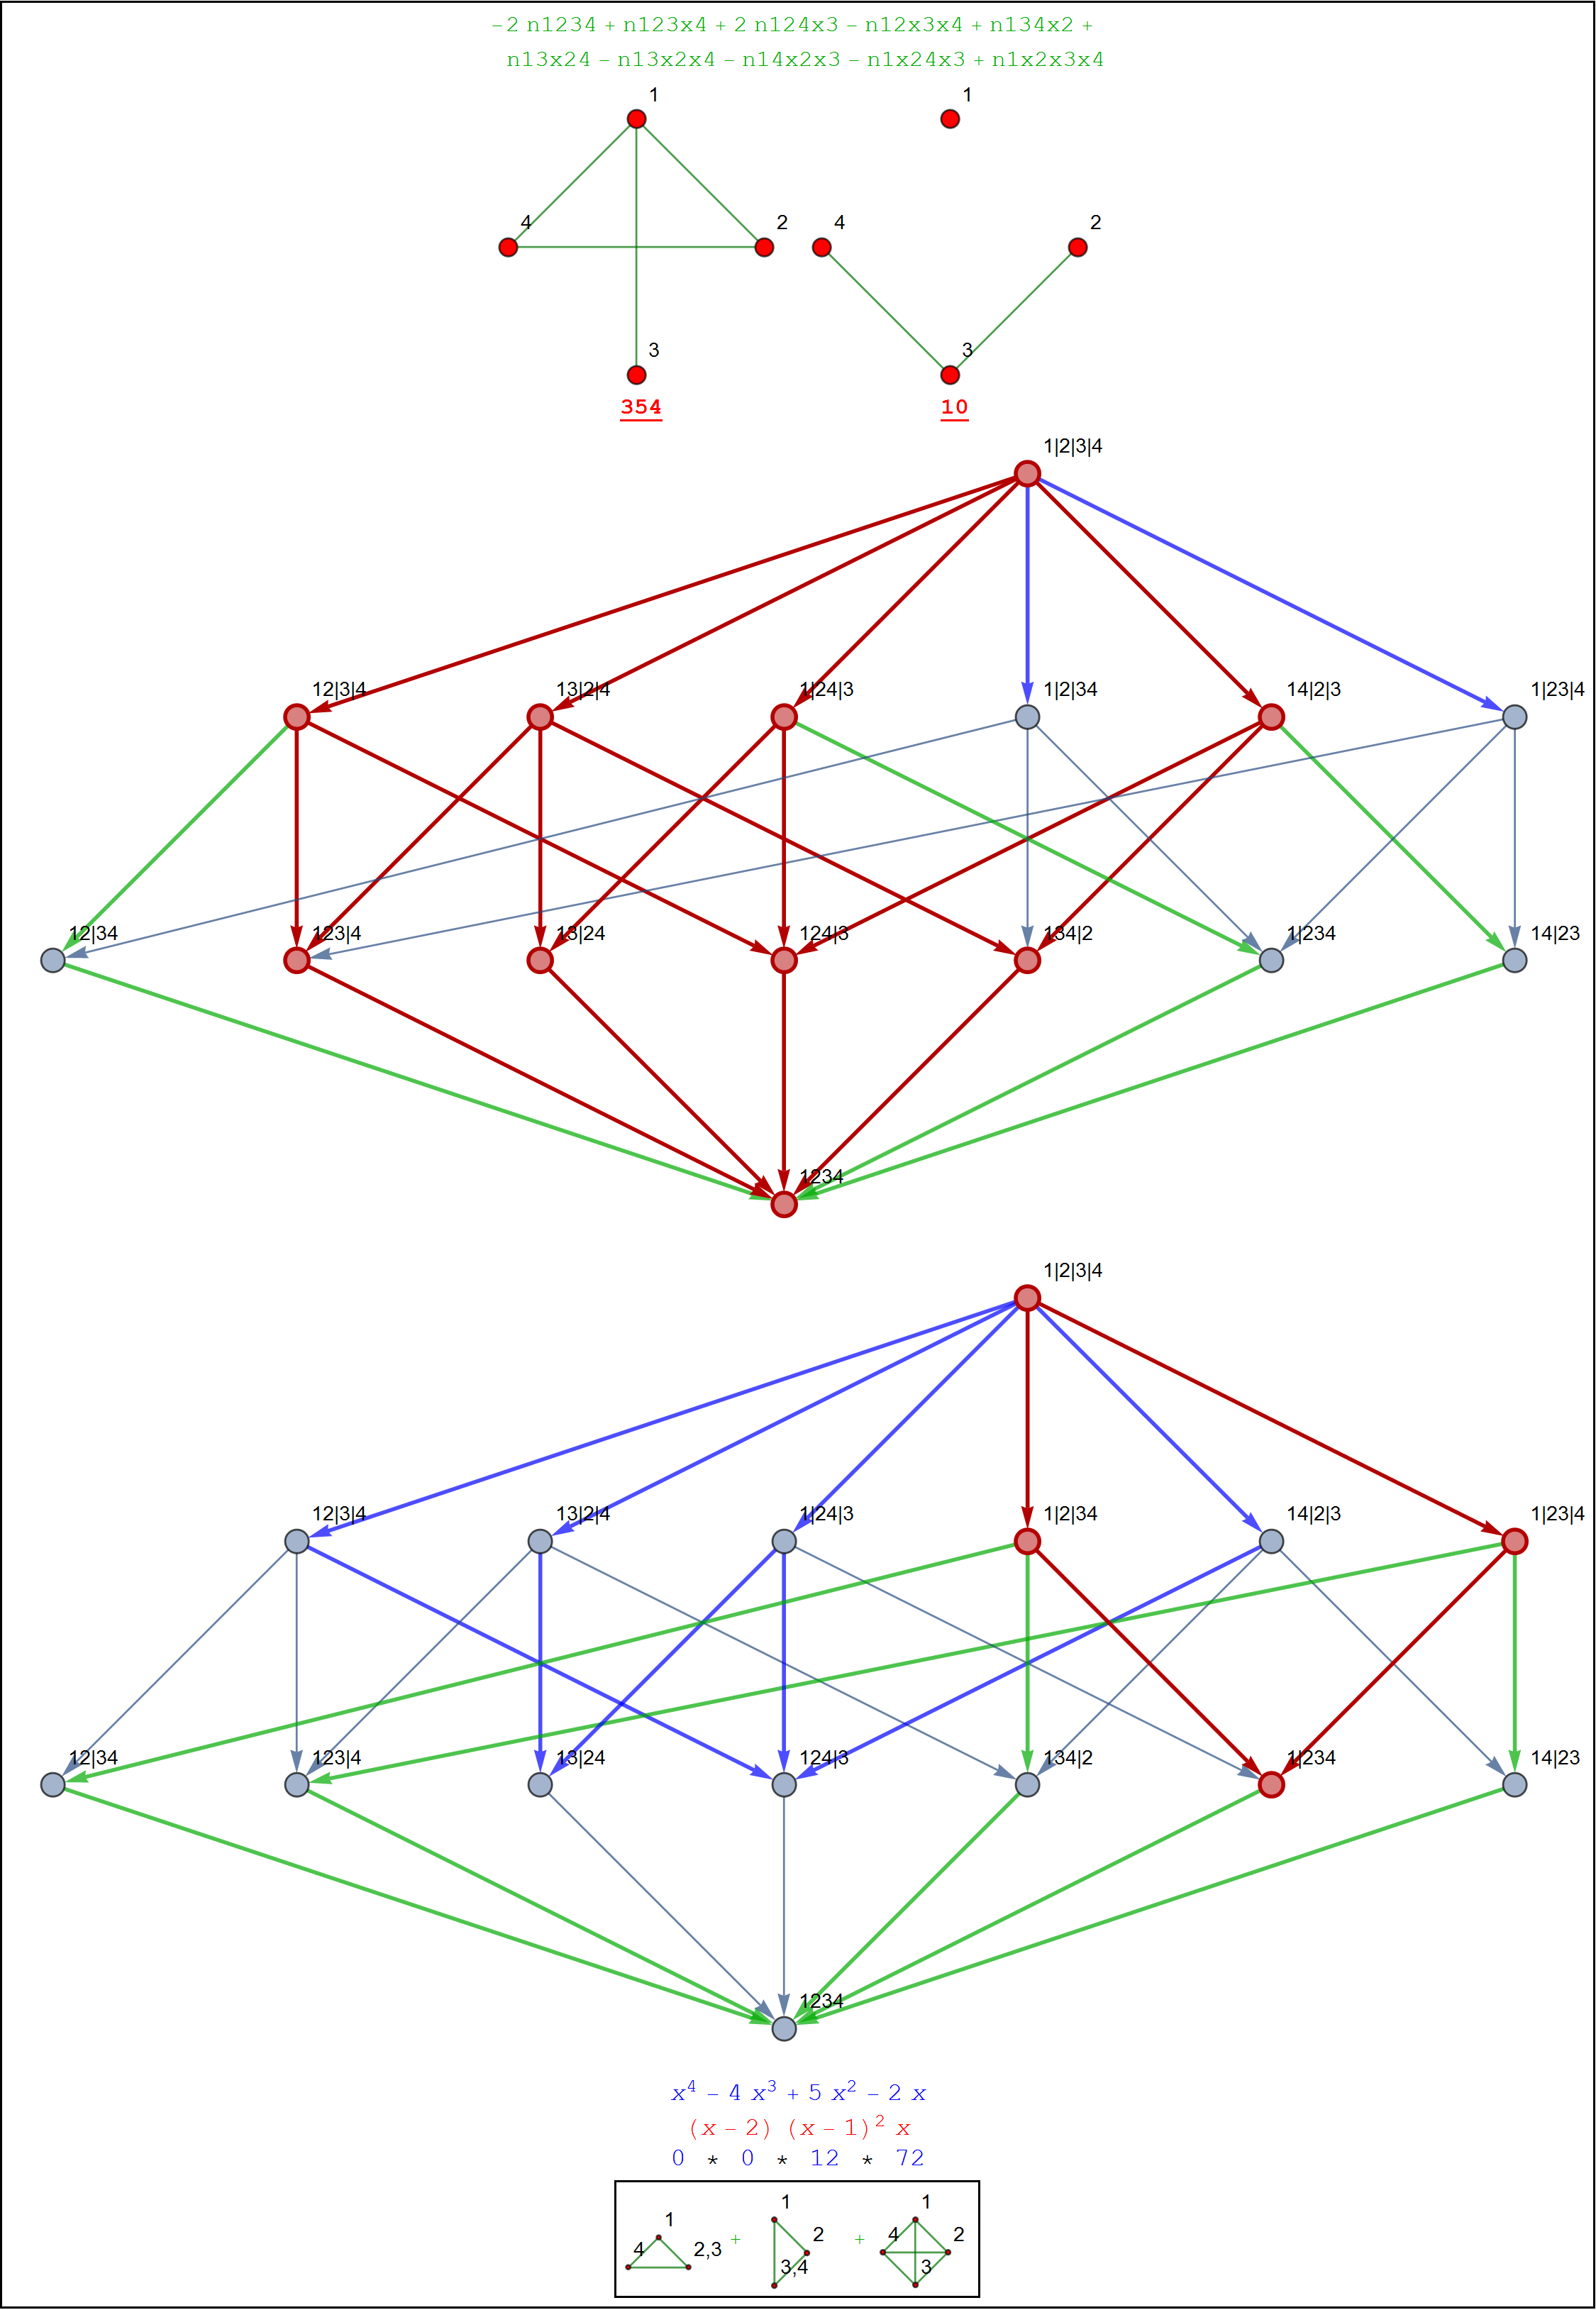 −2 n1234 + n123x4 + 2 n124x3 − n12x3x4 + n134x2 +
n13x24 − n13x2x4 − n14x2x3 − n1x24x3 + n1x2x3x4
1 1
4 2 4 2
3 3
354 10
1|2|3|4
12|3|4 13|2|4 1|24|3 1|2|34 14|2|3 1|23|4
12|34 123|4 13|24 124|3 134|2 1|234 14|23
1234
1|2|3|4
12|3|4 13|2|4 1|24|3 1|2|34 14|2|3 1|23|4
12|34 123|4 13|24 124|3 134|2 1|234 14|23
1234
x⁴ − 4 x³ + 5 x² − 2 x
(x − 2) (x − 1)² x
0 * 0 * 12 * 72
1 1 1
4 2,3 + 2 + 4 2
3,4 3